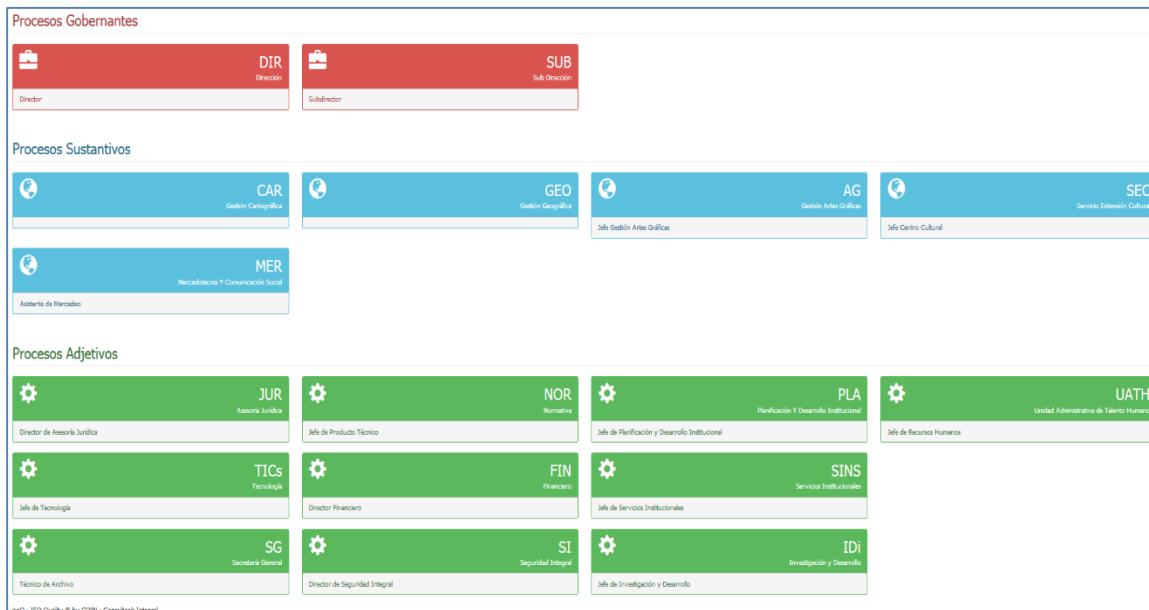 Procesos Gobernantes
DIR
Dirección
Director
SUB
Sub Dirección
Subdirector
Procesos Sustantivos
CAR
Gestión Cartográfica
GEO
Gestión Geográfica
AG
Gestión Artes Gráficas
Jefe Gestión Artes Gráficas
SEC
Servicio Extensión Cultural
Jefe Centro Cultural
MER
Mercadotecnia Y Comunicación Social
Asistente de Mercadeo
Procesos Adjetivos
JUR
Asesoría Jurídica
Director de Asesoría Jurídica
NOR
Normativa
Jefe de Producto Técnico
PLA
Planificación Y Desarrollo Institucional
Jefe de Planificación y Desarrollo Institucional
UATH
Unidad Administrativa de Talento Humano
Jefe de Recursos Humanos
TICs
Tecnología
Jefe de Tecnología
FIN
Financiero
Director Financiero
SINS
Servicios Institucionales
Jefe de Servicios Institucionales
SG
Secretaría General
Técnico de Archivo
SI
Seguridad Integral
Director de Seguridad Integral
IDi
Investigación y Desarrollo
Jefe de Investigación y Desarrollo